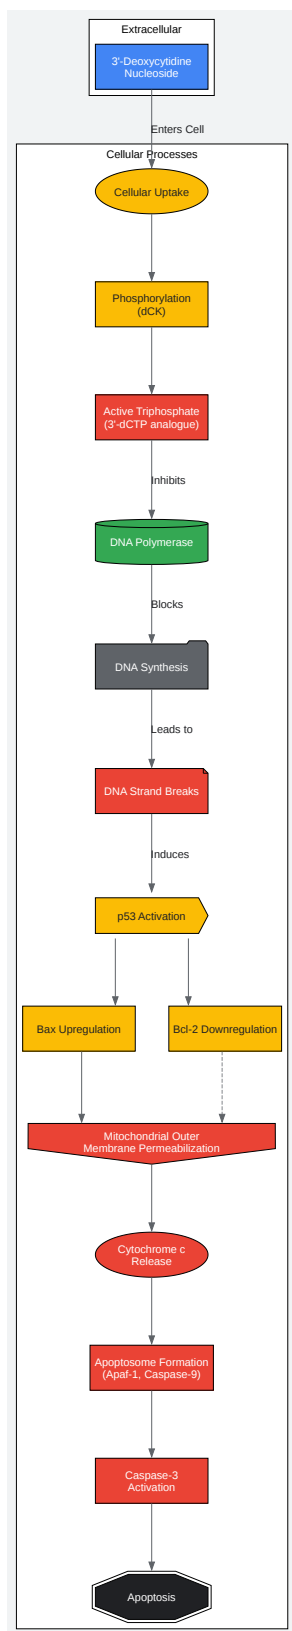 Extracellular
3'-Deoxycytidine
Nucleoside
Enters Cell
Cellular Processes
Cellular Uptake
Phosphorylation
(dCK)
Active Triphosphate
(3'-dCTP analogue)
Inhibits
DNA Polymerase
Blocks
DNA Synthesis
Leads to
DNA Strand Breaks
Induces
p53 Activation
Bax Upregulation
Bcl-2 Downregulation
Mitochondrial Outer
Membrane Permeabilization
Cytochrome c
Release
Apoptosome Formation
(Apaf-1, Caspase-9)
Caspase-3
Activation
Apoptosis